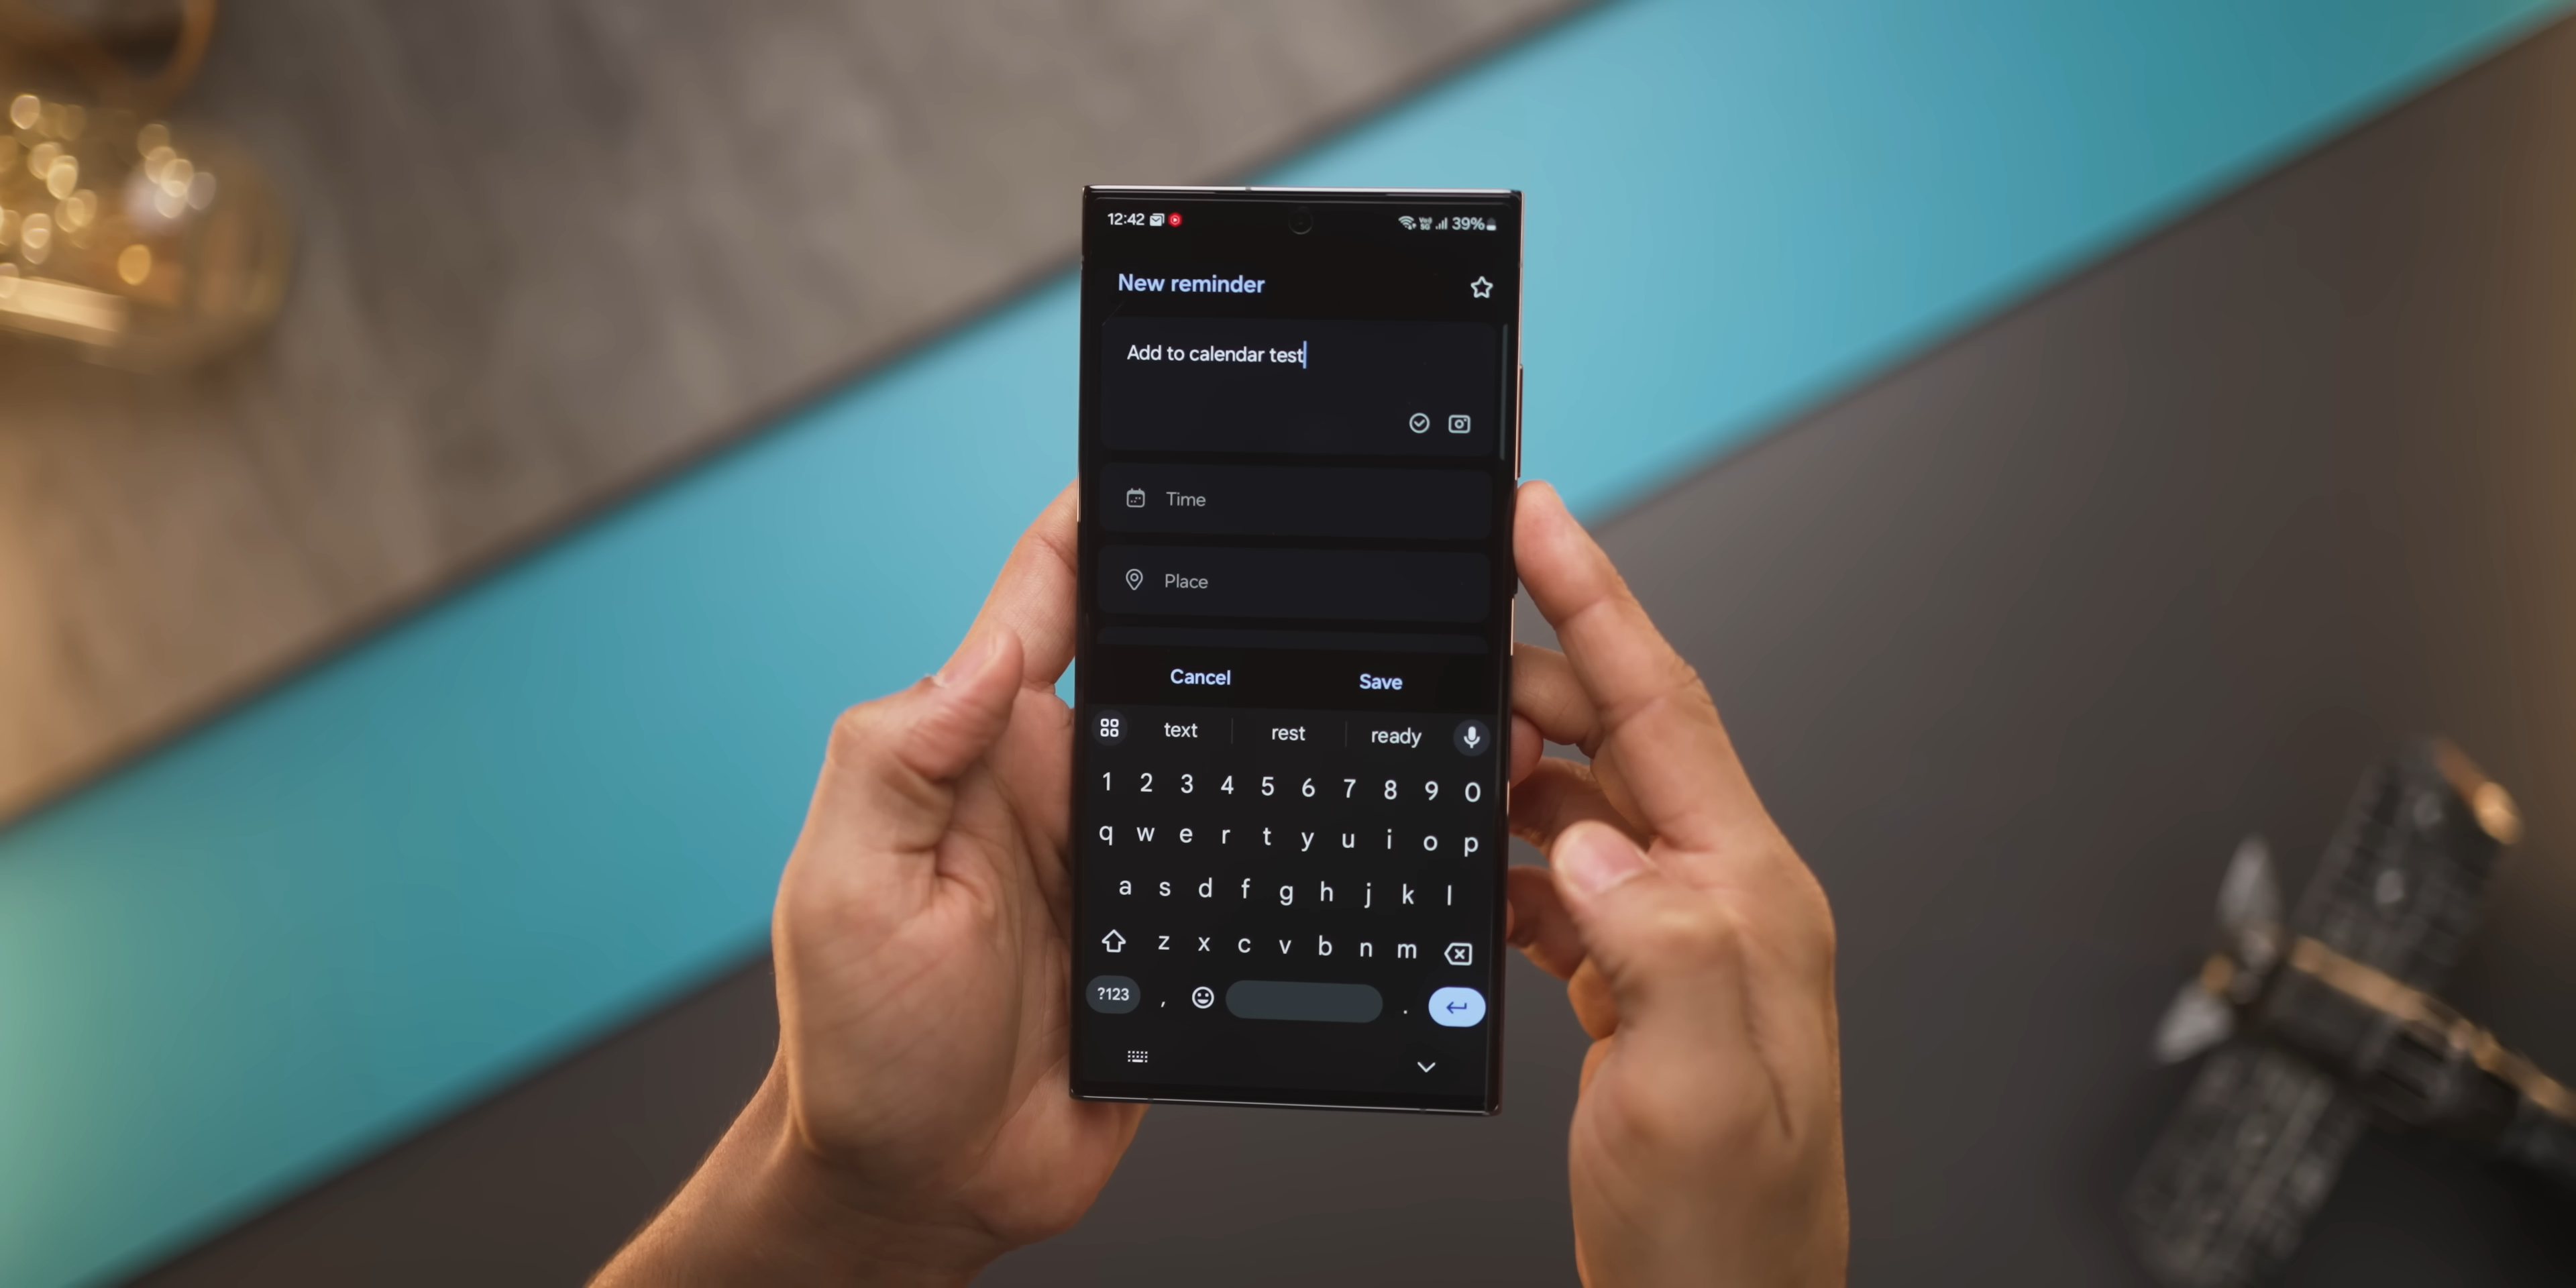 12:42 39%
New reminder
Add to calendar test
Time
Place
Cancel Save
text rest ready
1 2 3 4 5 6 7 8 9 0
q w e r t y u i o p
a s d f g h j k l
z x c v b n m
?123 , .